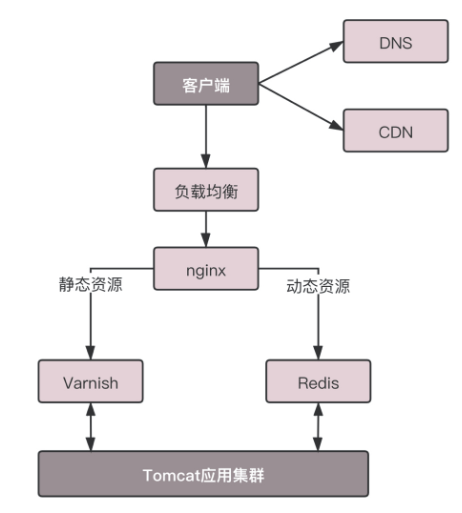 DNS
客户端
CDN
负载均衡
nginx
静态资源
动态资源
Varnish
Redis
Tomcat应用集群